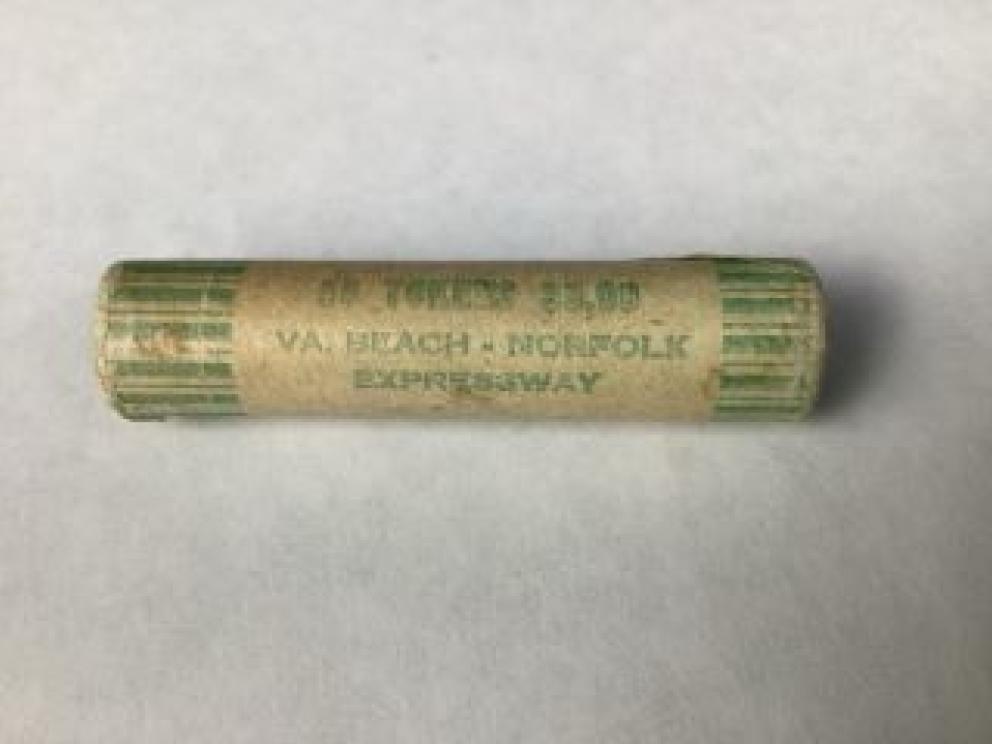 TOKENS
VA. BEACH - NORFOLK
EXPRESSWAY